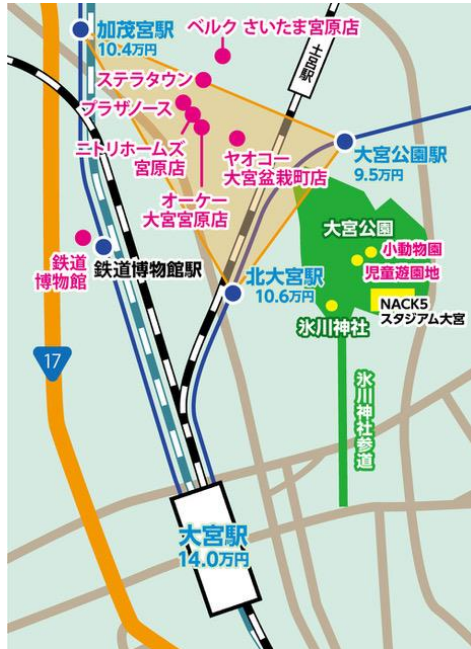 加茂宮駅
10.4万円
ベルク さいたま宮原店
ステラタウン
プラザノース
土呂駅
ニトリホームズ
宮原店
ヤオコー
大宮盆栽町店
オーケー
大宮宮原店
大宮公園駅
9.5万円
大宮公園
小動物園
児童遊園地
鉄道
博物館
鉄道博物館駅
北大宮駅
10.6万円
NACK5
スタジアム大宮
氷川神社
17
氷川神社参道
大宮駅
14.0万円